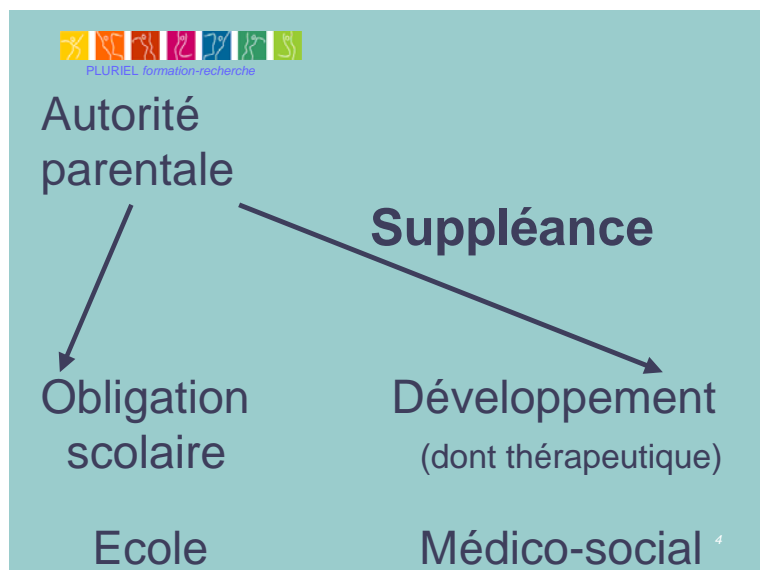 PLURIEL formation-recherche
Autorité
parentale
Suppléance
Obligation
scolaire
Développement
(dont thérapeutique)
Ecole
Médico-social
4